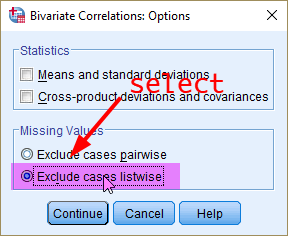 Bivariate Correlations: Options
Statistics
Means and standard deviations
select
Cross-product deviations and covariances
Missing Values
Exclude cases pairwise
Exclude cases listwise
Continue
Cancel
Help